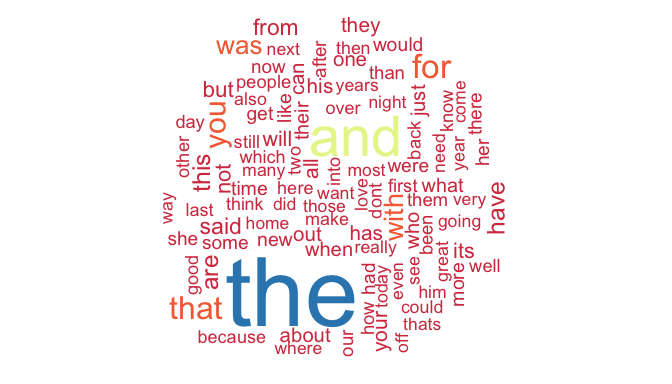 from
they
was
next
after
then
would
now
one
for
people
can
his
years
than
but
also
like
their
over
night
just
come
you
get
and
know
there
day
still
will
back
need
year
her
other
which
two
all
into
most
were
this
not
many
time
here
want
love
dont
first
what
way
last
think
did
those
with
them
very
have
said
home
make
who
been
going
she
some
new
out
has
when
really
its
good
are
the
had
even
see
great
more
well
that
how
today
your
him
could
because
about
our
off
thats
where